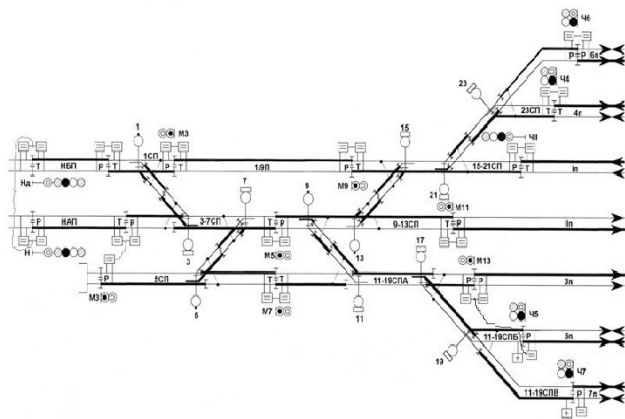 Ч6
Р Р 6п
Ч4
23
23СП Т Т 4п
1 М3 15 ЧII
1СП
НБП Р Т Р Т 1/9П Р Т 15-21СП Iп
Нд М9 21
7 9 М11
НАП Р Т 3-7СП Т Р 9-13СП Т Р IIп
Н 3 М5 13 17 М13
Р 5СП Т Т 11-19СПА Р Р 3п
М3 5 М7 11 Ч5
11-19СПБ Р 5п
19 Ч7
11-19СПВ Р 7п